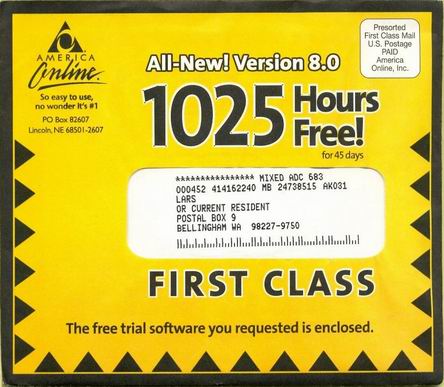 AMERICA
Online
So easy to use,
no wonder It's #1
PO Box 82607
Lincoln, NE 68501-2607
Presorted
First Class Mail
U.S. Postage
PAID
America
Online, Inc.
All-New! Version 8.0
1025 Hours
Free!
for 45 days
**************** MIXED ADC 683
000452 414162240 MB 24738515 AK031
LARS
OR CURRENT RESIDENT
POSTAL BOX 9
BELLINGHAM WA 98227-9750
FIRST CLASS
The free trial software you requested is enclosed.